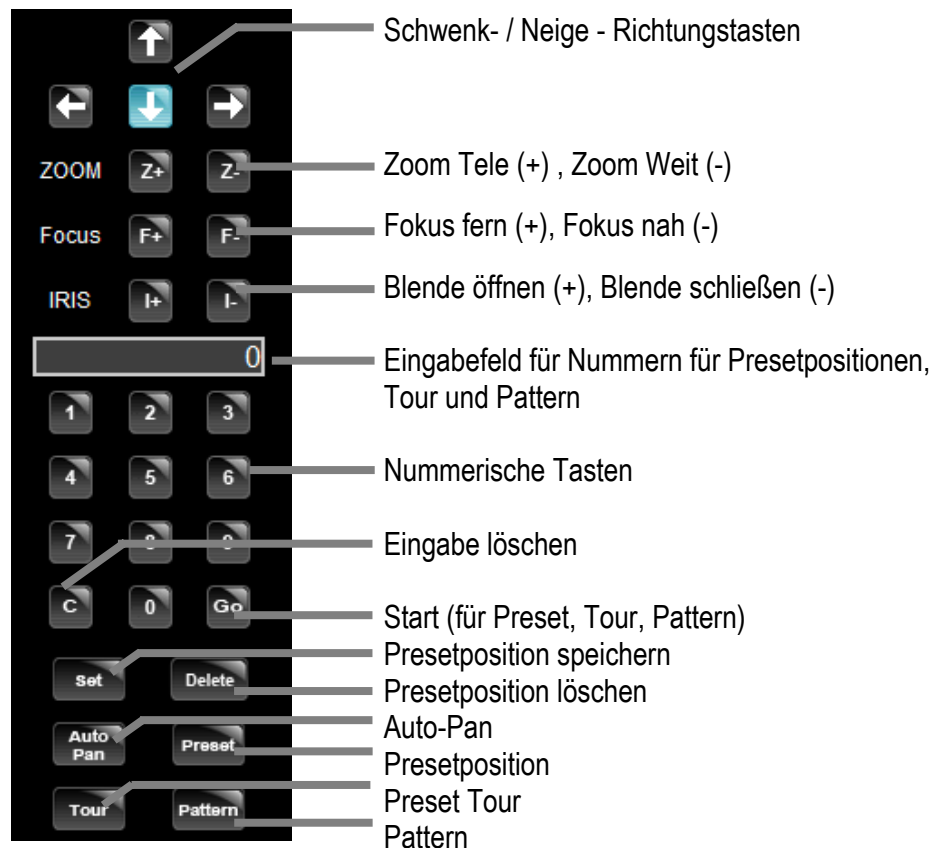 Schwenk- / Neige - Richtungstasten
ZOOM Z+ Z- Zoom Tele (+) , Zoom Weit (-)
Focus F+ F- Fokus fern (+), Fokus nah (-)
IRIS I+ I- Blende öffnen (+), Blende schließen (-)
0 Eingabefeld für Nummern für Presetpositionen,
Tour und Pattern
1 2 3
4 5 6 Nummerische Tasten
7 8 9 Eingabe löschen
C 0 Go Start (für Preset, Tour, Pattern)
Presetposition speichern
Set Delete Presetposition löschen
Auto-Pan
Auto
Pan
Preset Presetposition
Preset Tour
Tour Pattern
Pattern